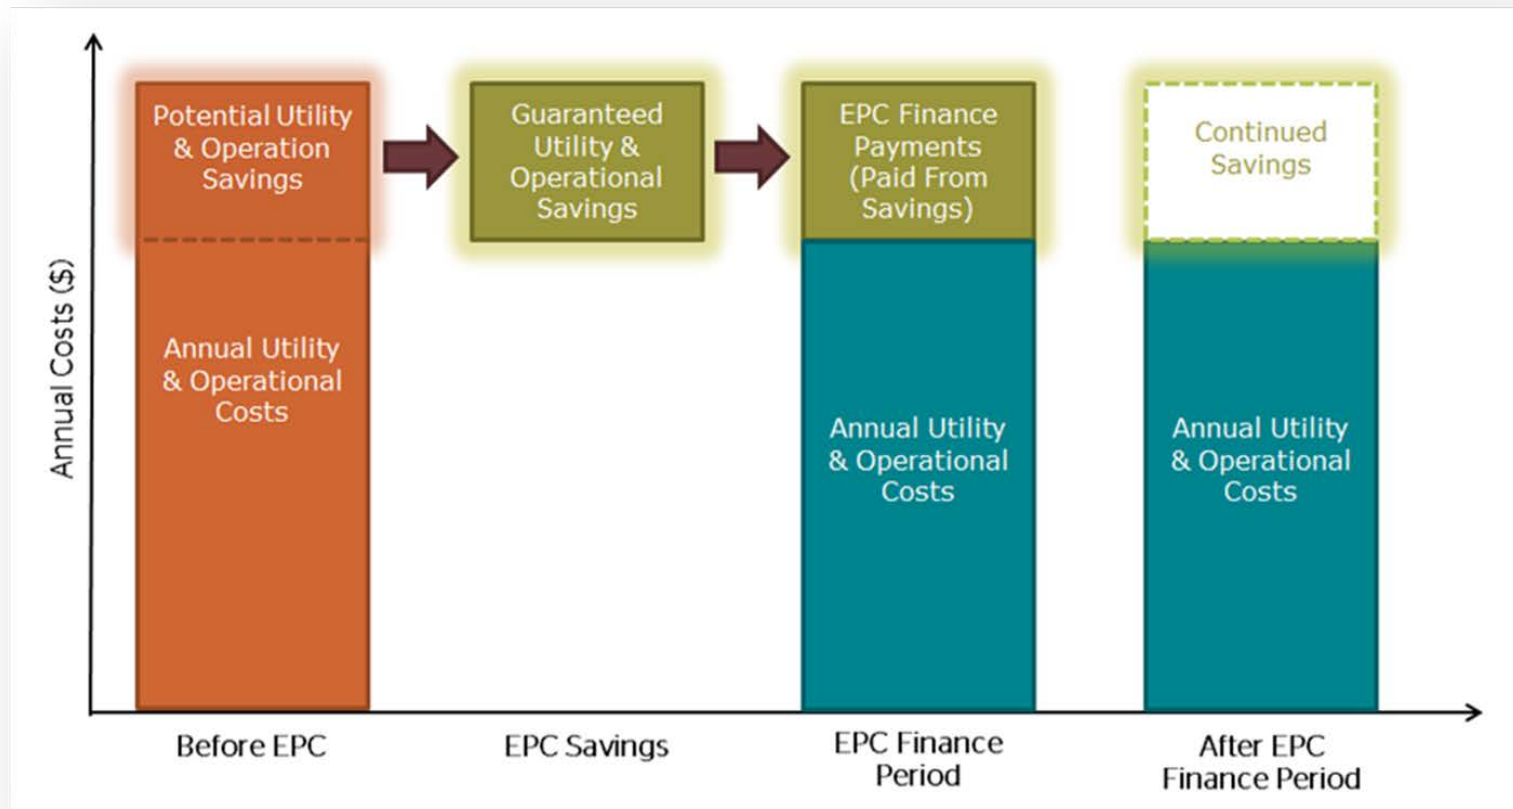 Annual Costs ($)
Potential Utility
& Operation
Savings
Annual Utility
& Operational
Costs
Guaranteed
Utility &
Operational
Savings
EPC Finance
Payments
(Paid From
Savings)
Annual Utility
& Operational
Costs
Continued
Savings
Annual Utility
& Operational
Costs
Before EPC
EPC Savings
EPC Finance
Period
After EPC
Finance Period